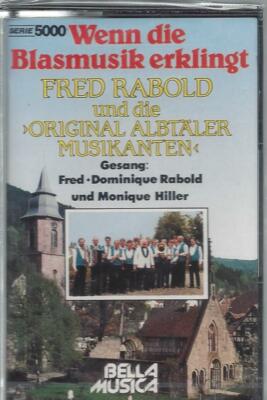 SERIE 5000 Wenn die
Blasmusik erklingt
FRED RABOLD
und die
›ORIGINAL ALBTÄLER
MUSIKANTEN‹
Gesang:
Fred·Dominique Rabold
und Monique Hiller
BELLA
MUSICA